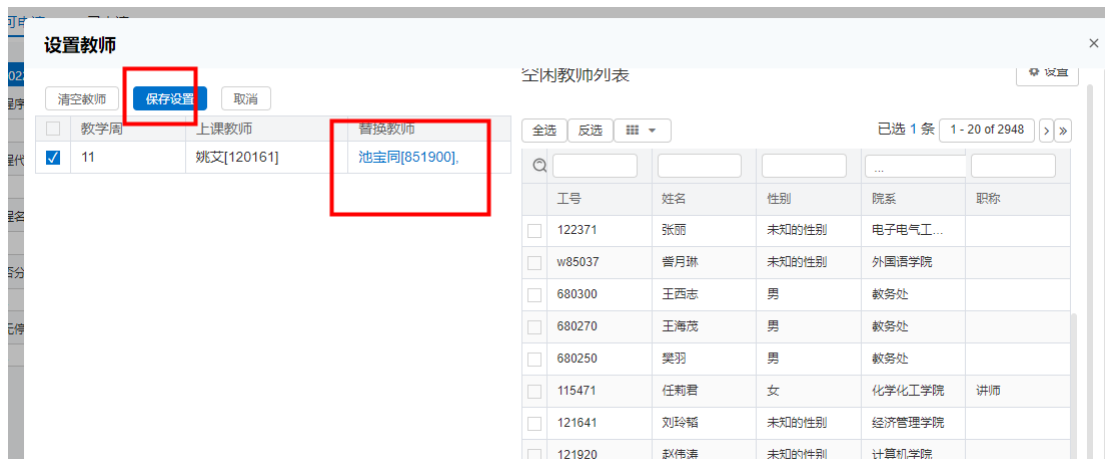 设置教师
×
清空教师 保存设置 取消
教学周 上课教师 替换教师
11 姚艾[120161] 池宝同[851900],
空闲教师列表
设置
全选 反选 已选 1 条 1 - 20 of 2948 > »
...
工号 姓名 性别 院系 职称
122371 张丽 未知的性别 电子电气工...
w85037 訾月琳 未知的性别 外国语学院
680300 王西志 男 教务处
680270 王海茂 男 教务处
680250 樊羽 男 教务处
115471 任莉君 女 化学化工学院 讲师
121641 刘玲韬 未知的性别 经济管理学院
121920 赵伟涛 未知的性别 计算机学院